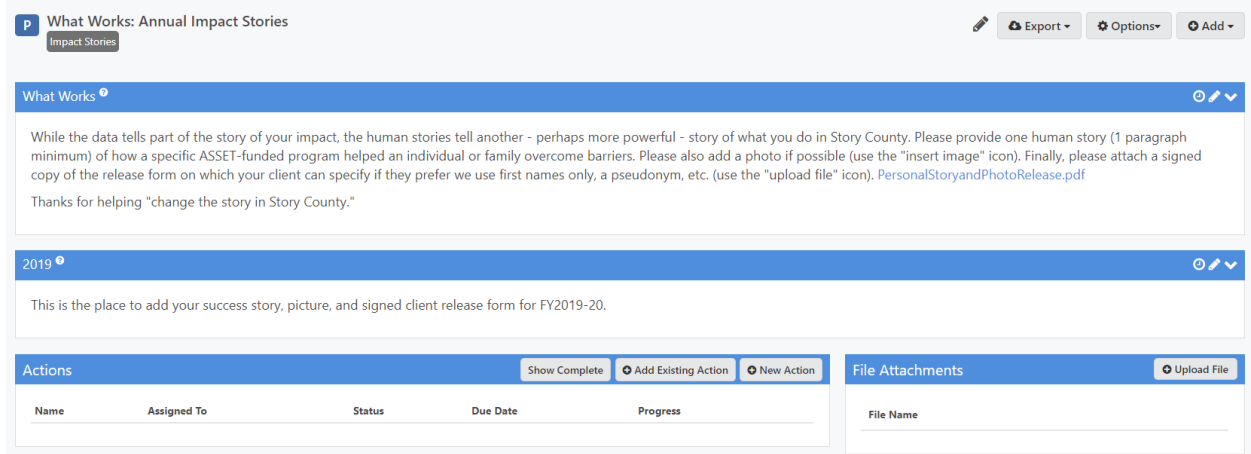 P What Works: Annual Impact Stories
Impact Stories
Export Options Add
What Works ?
While the data tells part of the story of your impact, the human stories tell another - perhaps more powerful - story of what you do in Story County. Please provide one human story (1 paragraph
minimum) of how a specific ASSET-funded program helped an individual or family overcome barriers. Please also add a photo if possible (use the "insert image" icon). Finally, please attach a signed
copy of the release form on which your client can specify if they prefer we use first names only, a pseudonym, etc. (use the "upload file" icon). PersonalStoryandPhotoRelease.pdf
Thanks for helping "change the story in Story County."
2019 ?
This is the place to add your success story, picture, and signed client release form for FY2019-20.
Actions Show Complete Add Existing Action New Action
Name Assigned To Status Due Date Progress
File Attachments Upload File
File Name